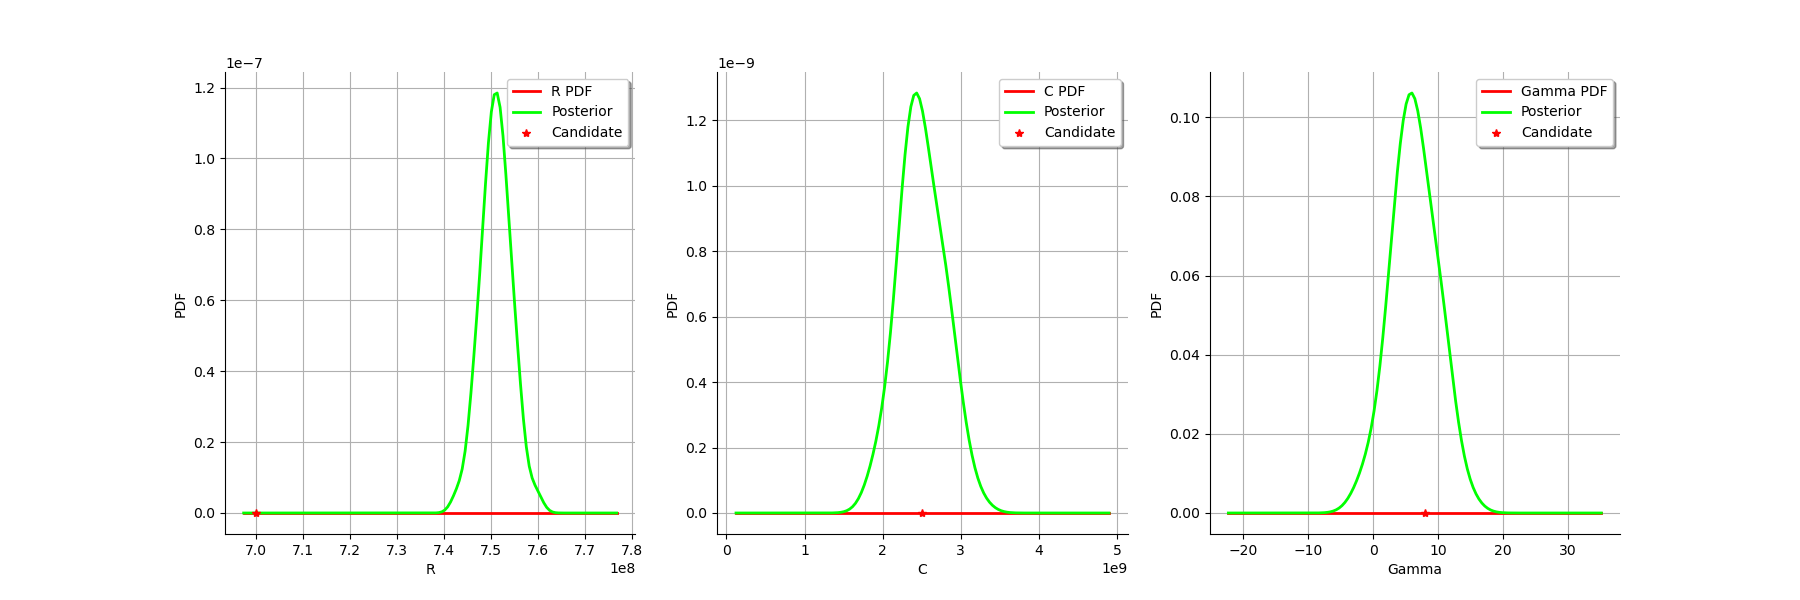 1e−7
1.2
1.0
0.8
0.6
0.4
0.2
0.0
PDF
7.0 7.1 7.2 7.3 7.4 7.5 7.6 7.7 7.8
R
1e8
R PDF
Posterior
Candidate
1e−9
1.2
1.0
0.8
0.6
0.4
0.2
0.0
PDF
0 1 2 3 4 5
C
1e9
C PDF
Posterior
Candidate
0.10
0.08
0.06
0.04
0.02
0.00
PDF
−20 −10 0 10 20 30
Gamma
Gamma PDF
Posterior
Candidate